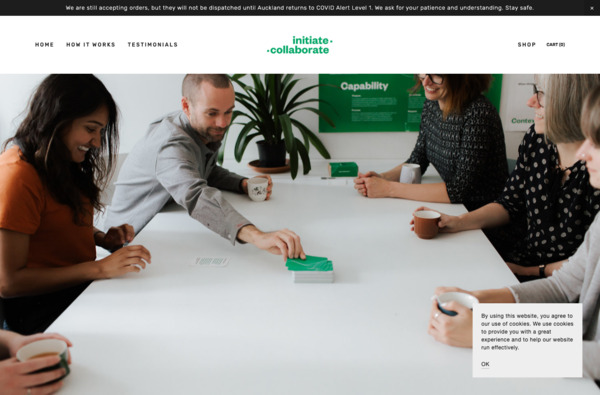 We are still accepting orders, but they will not be dispatched until Auckland returns to COVID Alert Level 1. We ask for your patience and understanding. Stay safe.
HOME HOW IT WORKS TESTIMONIALS
initiate
collaborate
SHOP CART (0)
Capability
By using this website, you agree to
our use of cookies. We use cookies
to provide you with a great
experience and to help our website
run effectively.
OK